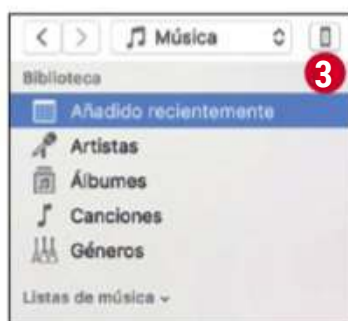 Música
3
Biblioteca
Añadido recientemente
Artistas
Álbumes
Canciones
Géneros
Listas de música